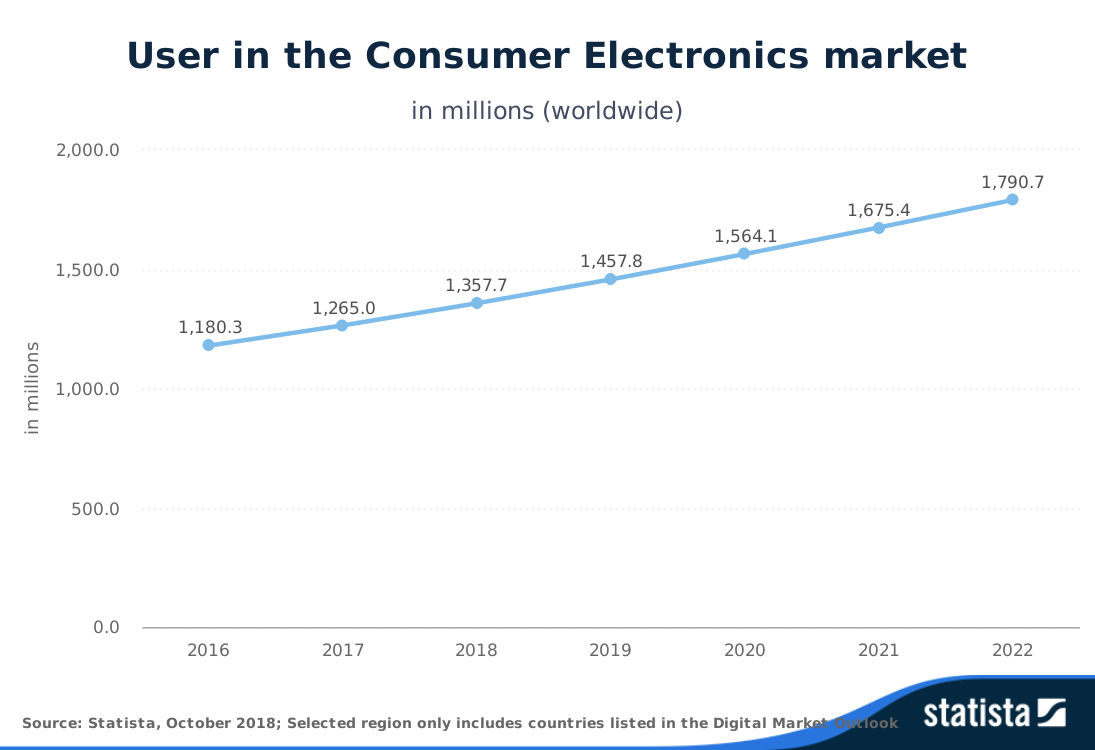 User in the Consumer Electronics market
in millions (worldwide)
2,000.0
1,790.7
1,675.4
1,564.1
1,500.0
1,457.8
1,357.7
1,265.0
1,180.3
in millions
1,000.0
500.0
0.0
2016 2017 2018 2019 2020 2021 2022
Source: Statista, October 2018; Selected region only includes countries listed in the Digital Market Outlook
statista